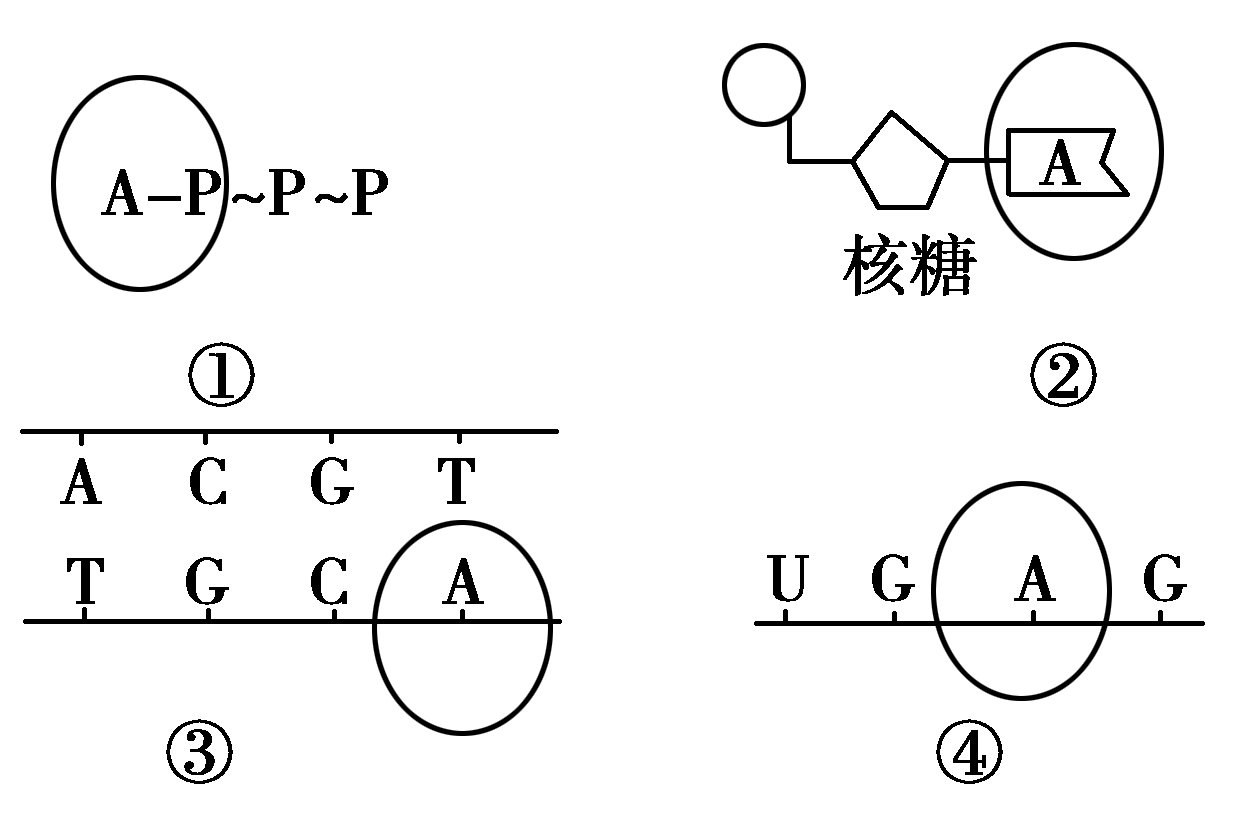 A–P~P~P
A
核糖
① ②
A C G T
T G C A
U G A G
③ ④